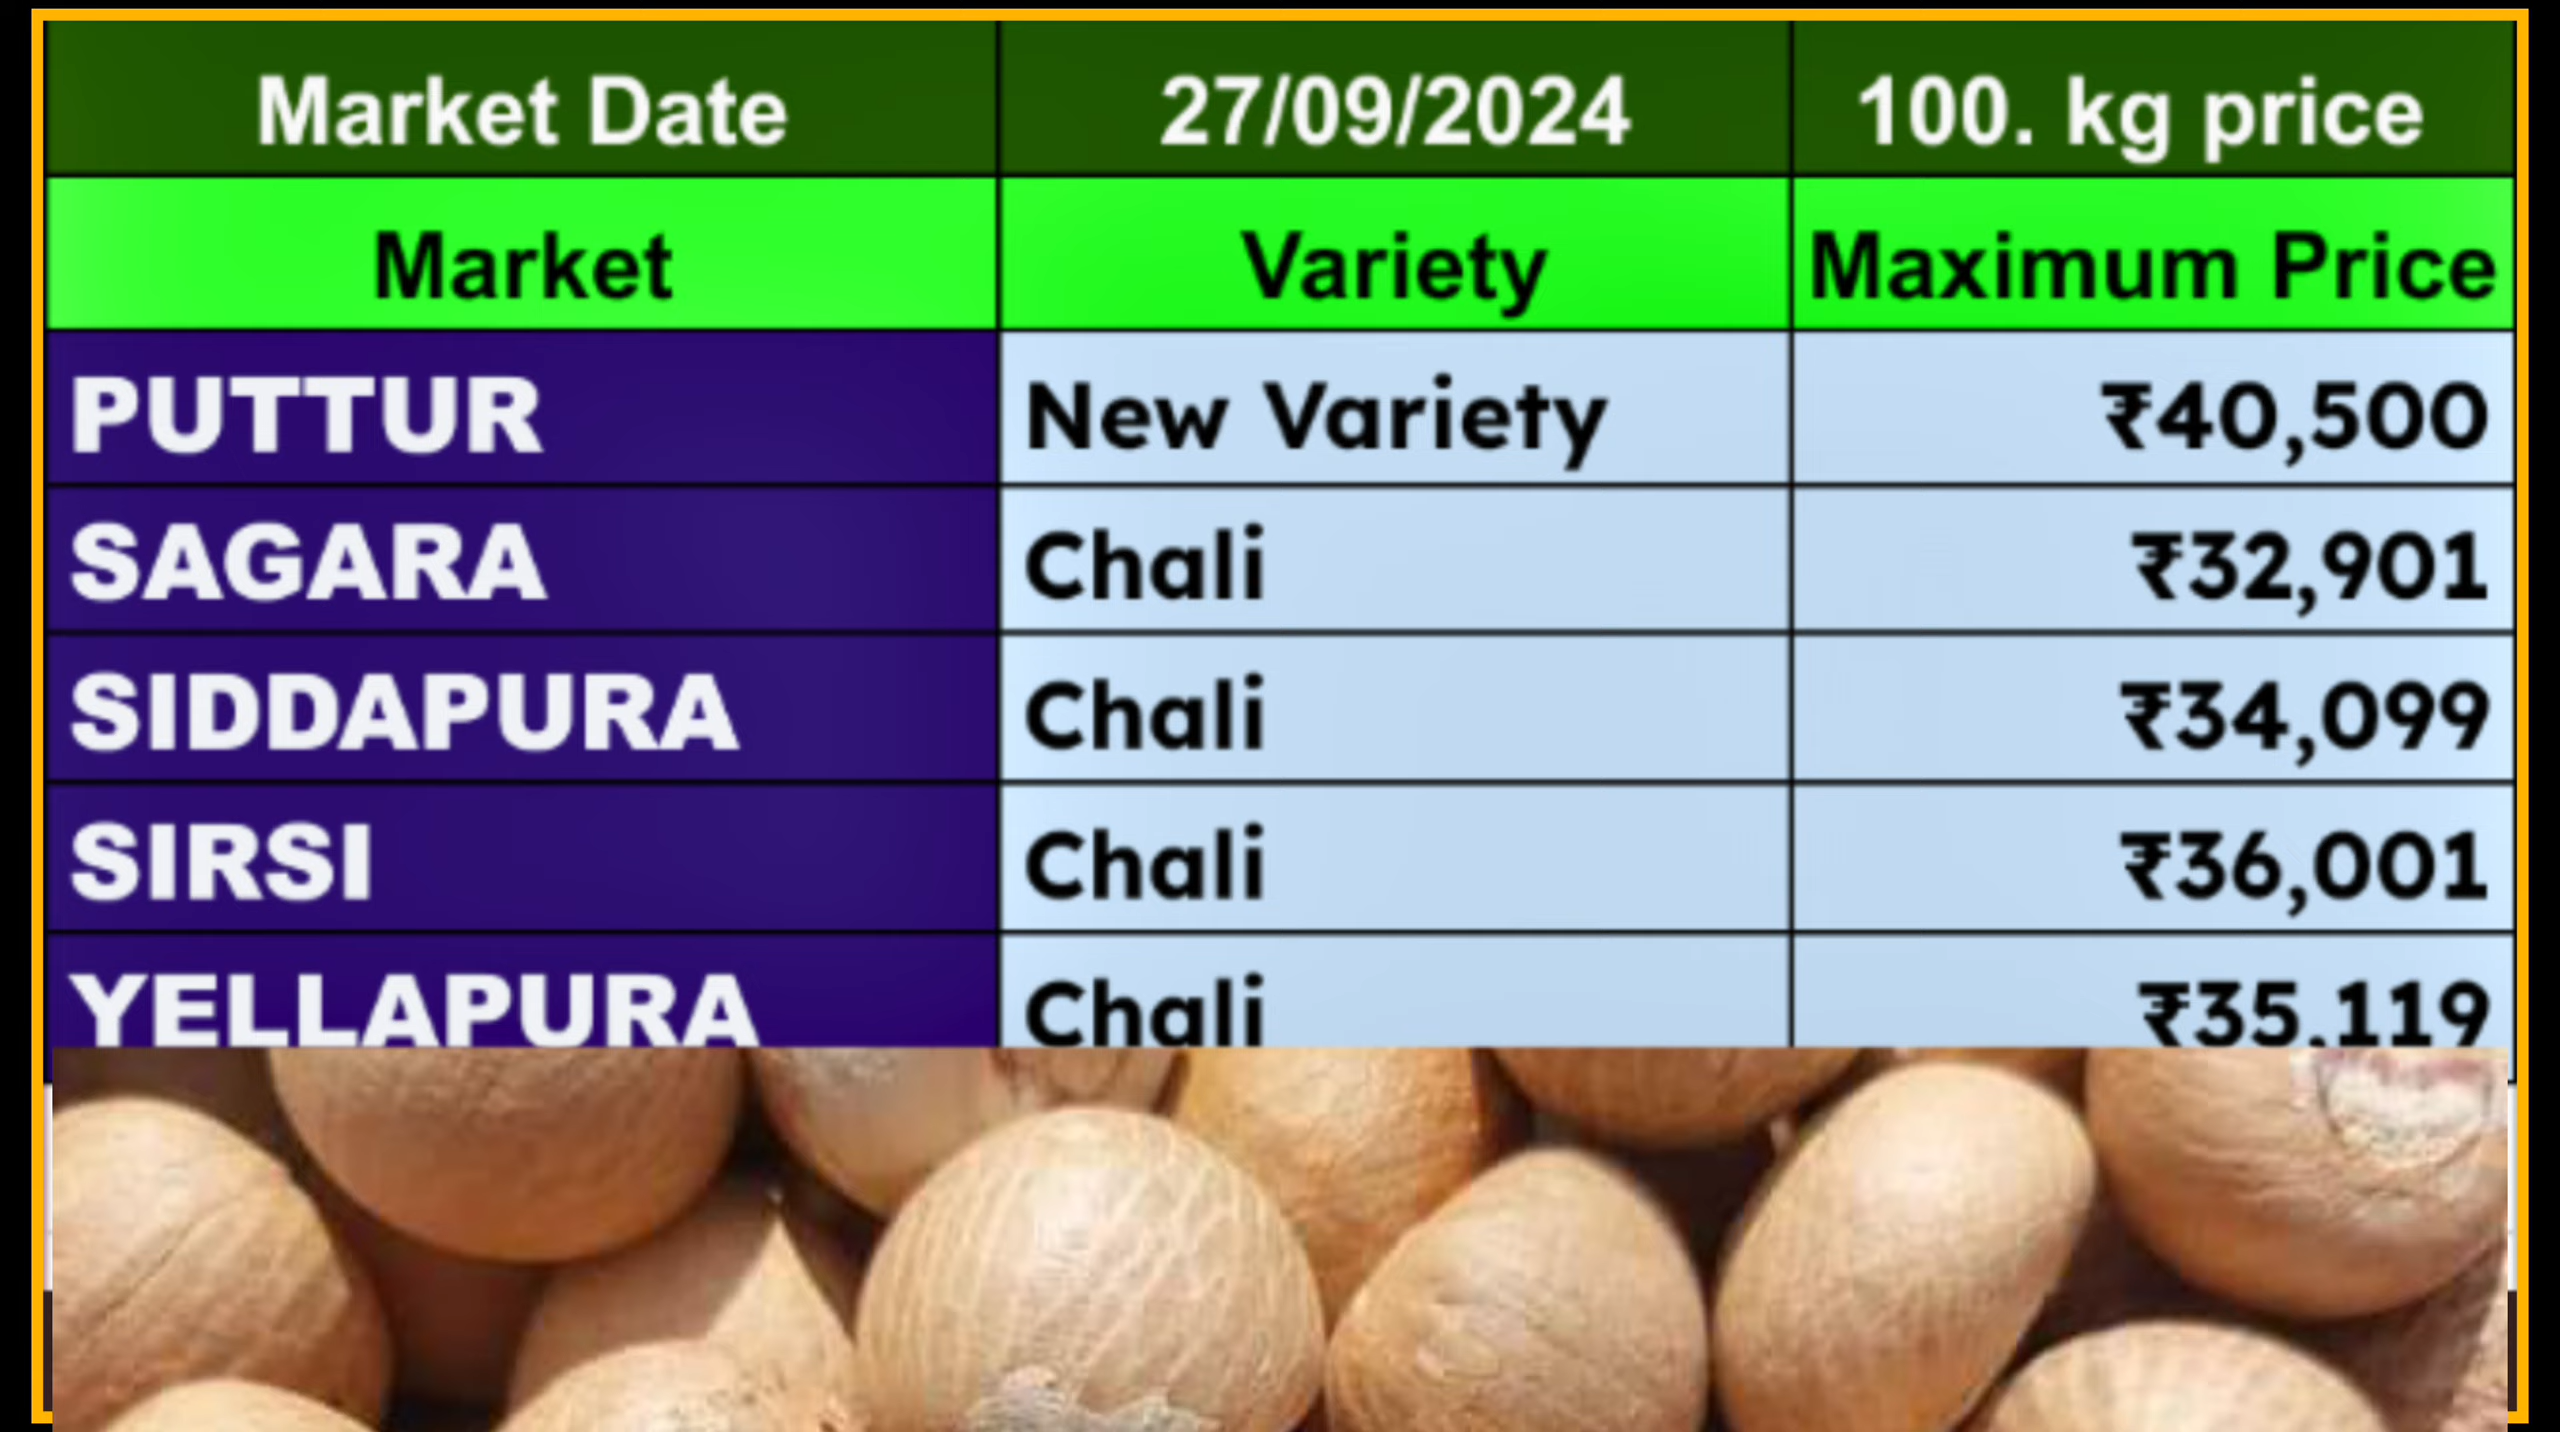 Market Date 27/09/2024 100. kg price
Market Variety Maximum Price
PUTTUR New Variety ₹40,500
SAGARA Chali ₹32,901
SIDDAPURA Chali ₹34,099
SIRSI Chali ₹36,001
YELLAPURA Chali ₹35,119